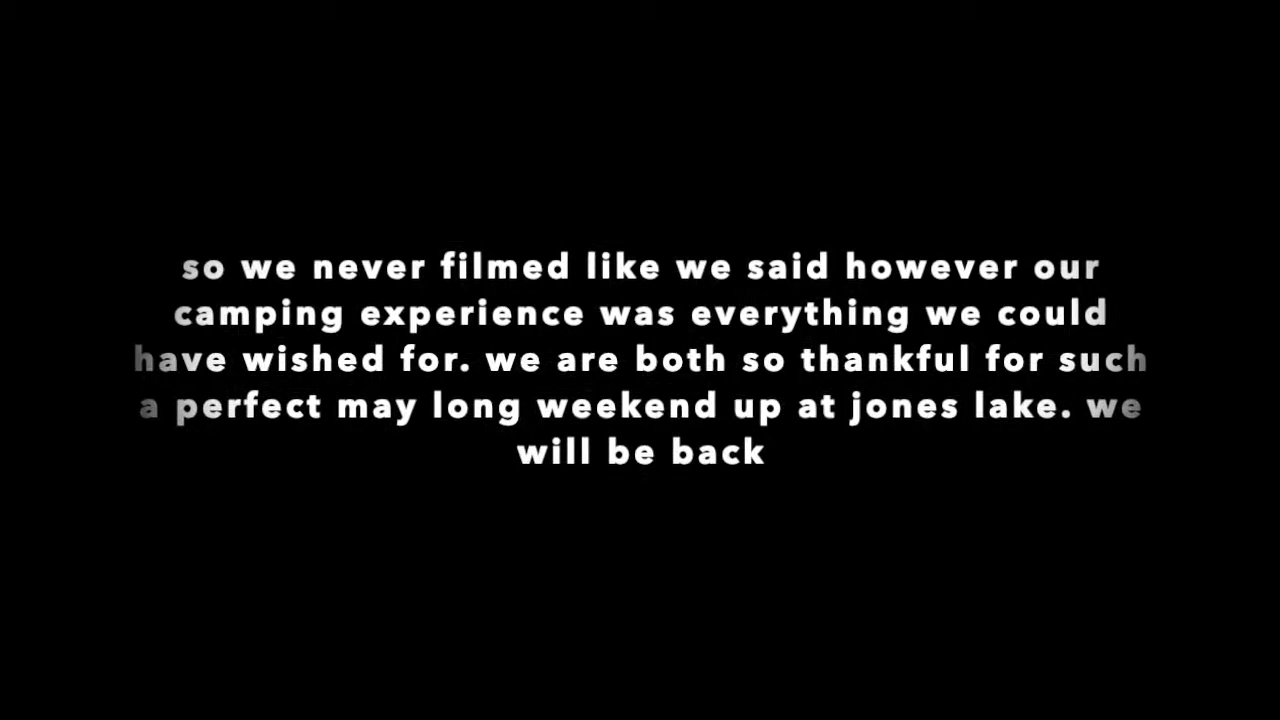 so we never filmed like we said however our
camping experience was everything we could
have wished for. we are both so thankful for such
a perfect may long weekend up at jones lake. we
will be back